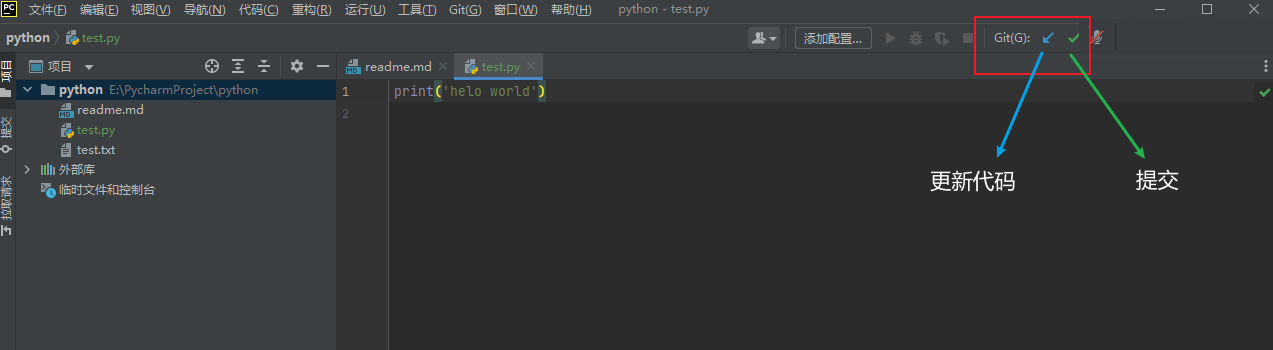 PC 文件(F) 编辑(E) 视图(V) 导航(N) 代码(C) 重构(R) 运行(U) 工具(T) Git(G) 窗口(W) 帮助(H) python - test.py
python test.py 添加配置... Git(G):
项目 项目 readme.md test.py
python E:\PycharmProject\python 1 print('helo world')
readme.md 2
提交 test.py
test.txt
外部库
拉取请求 临时文件和控制台
更新代码 提交